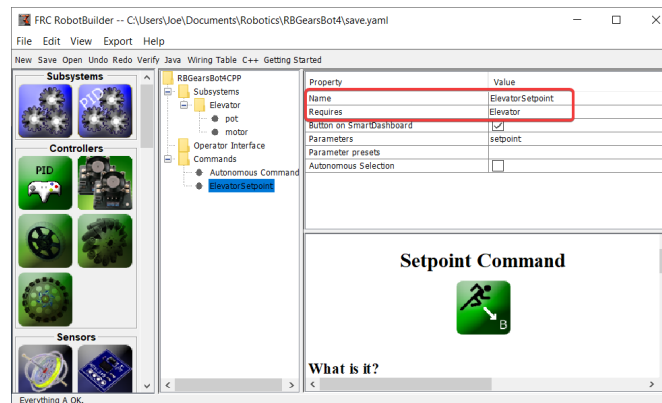 FRC RobotBuilder -- C:\Users\Joe\Documents\Robotics\RBGearsBot4\save.yaml
File Edit View Export Help
New Save Open Undo Redo Verify Java Wiring Table C++ Getting Started
Subsystems
PID
Controllers
PID
Sensors
RBGearsBot4CPP
Subsystems
Elevator
pot
motor
Operator Interface
Commands
Autonomous Command
ElevatorSetpoint
Property Value
Name ElevatorSetpoint
Requires Elevator
Button on SmartDashboard
Parameters setpoint
Parameter presets
Autonomous Selection
Setpoint Command
B
What is it?
Everything A OK.